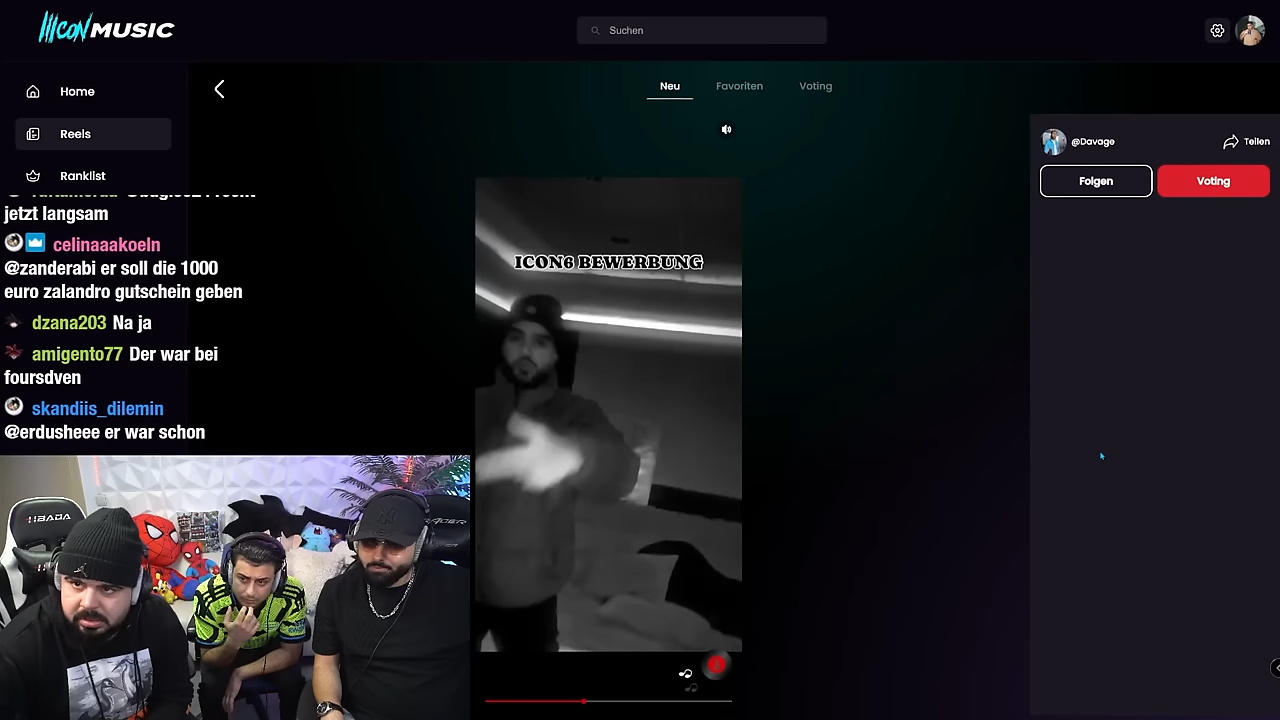 IIICON MUSIC
Suchen
Home
Reels
Ranklist
Neu
Favoriten
Voting
@Davage
Teilen
Folgen
Voting
jetzt langsam
celinaaakoeln
@zanderabi er soll die 1000
euro zalandro gutschein geben
dzana203 Na ja
amigento77 Der war bei
foursdven
skandiis_dilemin
@erdusheee er war schon
ICON6 BEWERBUNG